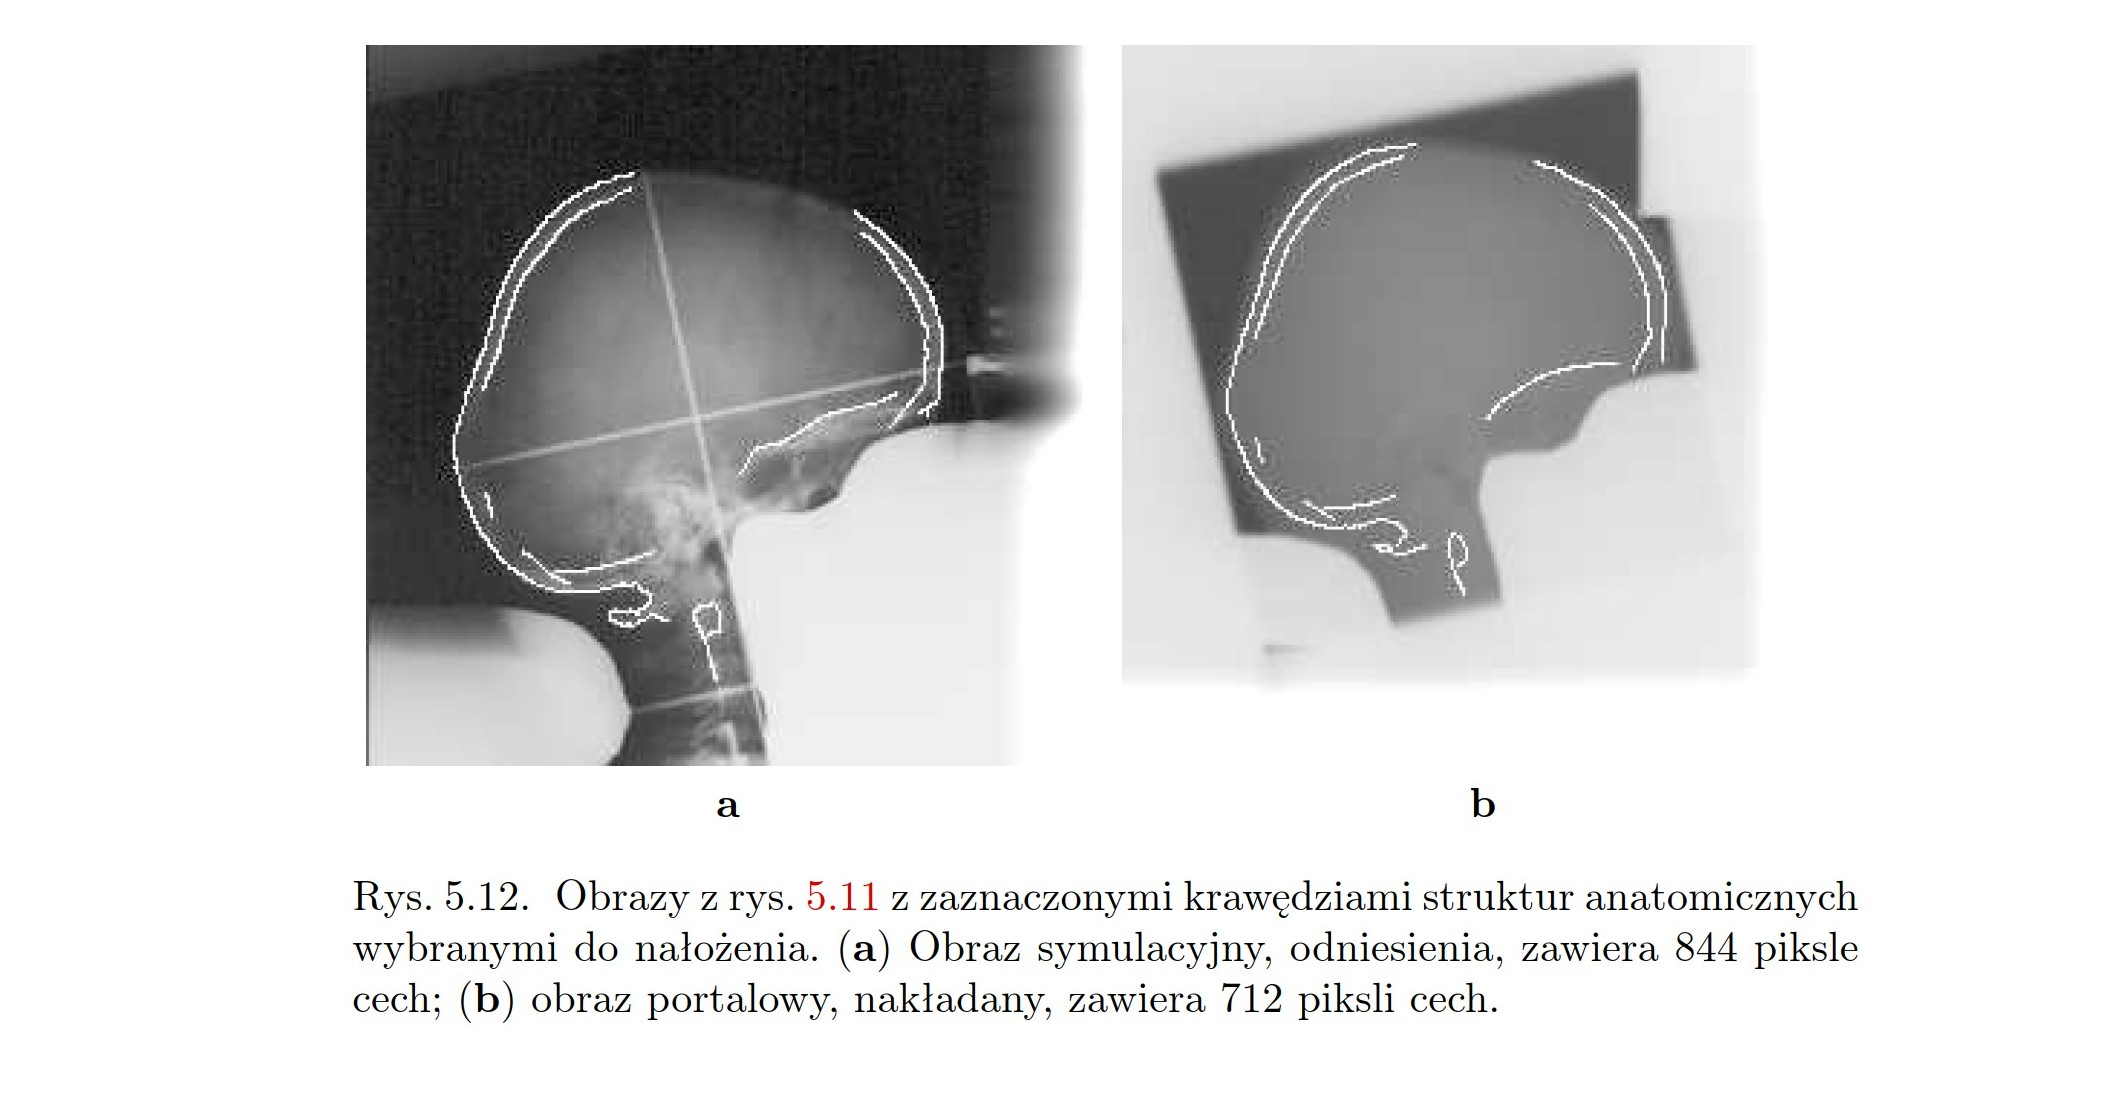 a
b
Rys. 5.12. Obrazy z rys. 5.11 z zaznaczonymi krawędziami struktur anatomicznych
wybranymi do nałożenia. (a) Obraz symulacyjny, odniesienia, zawiera 844 piksle
cech; (b) obraz portalowy, nakładany, zawiera 712 piksli cech.